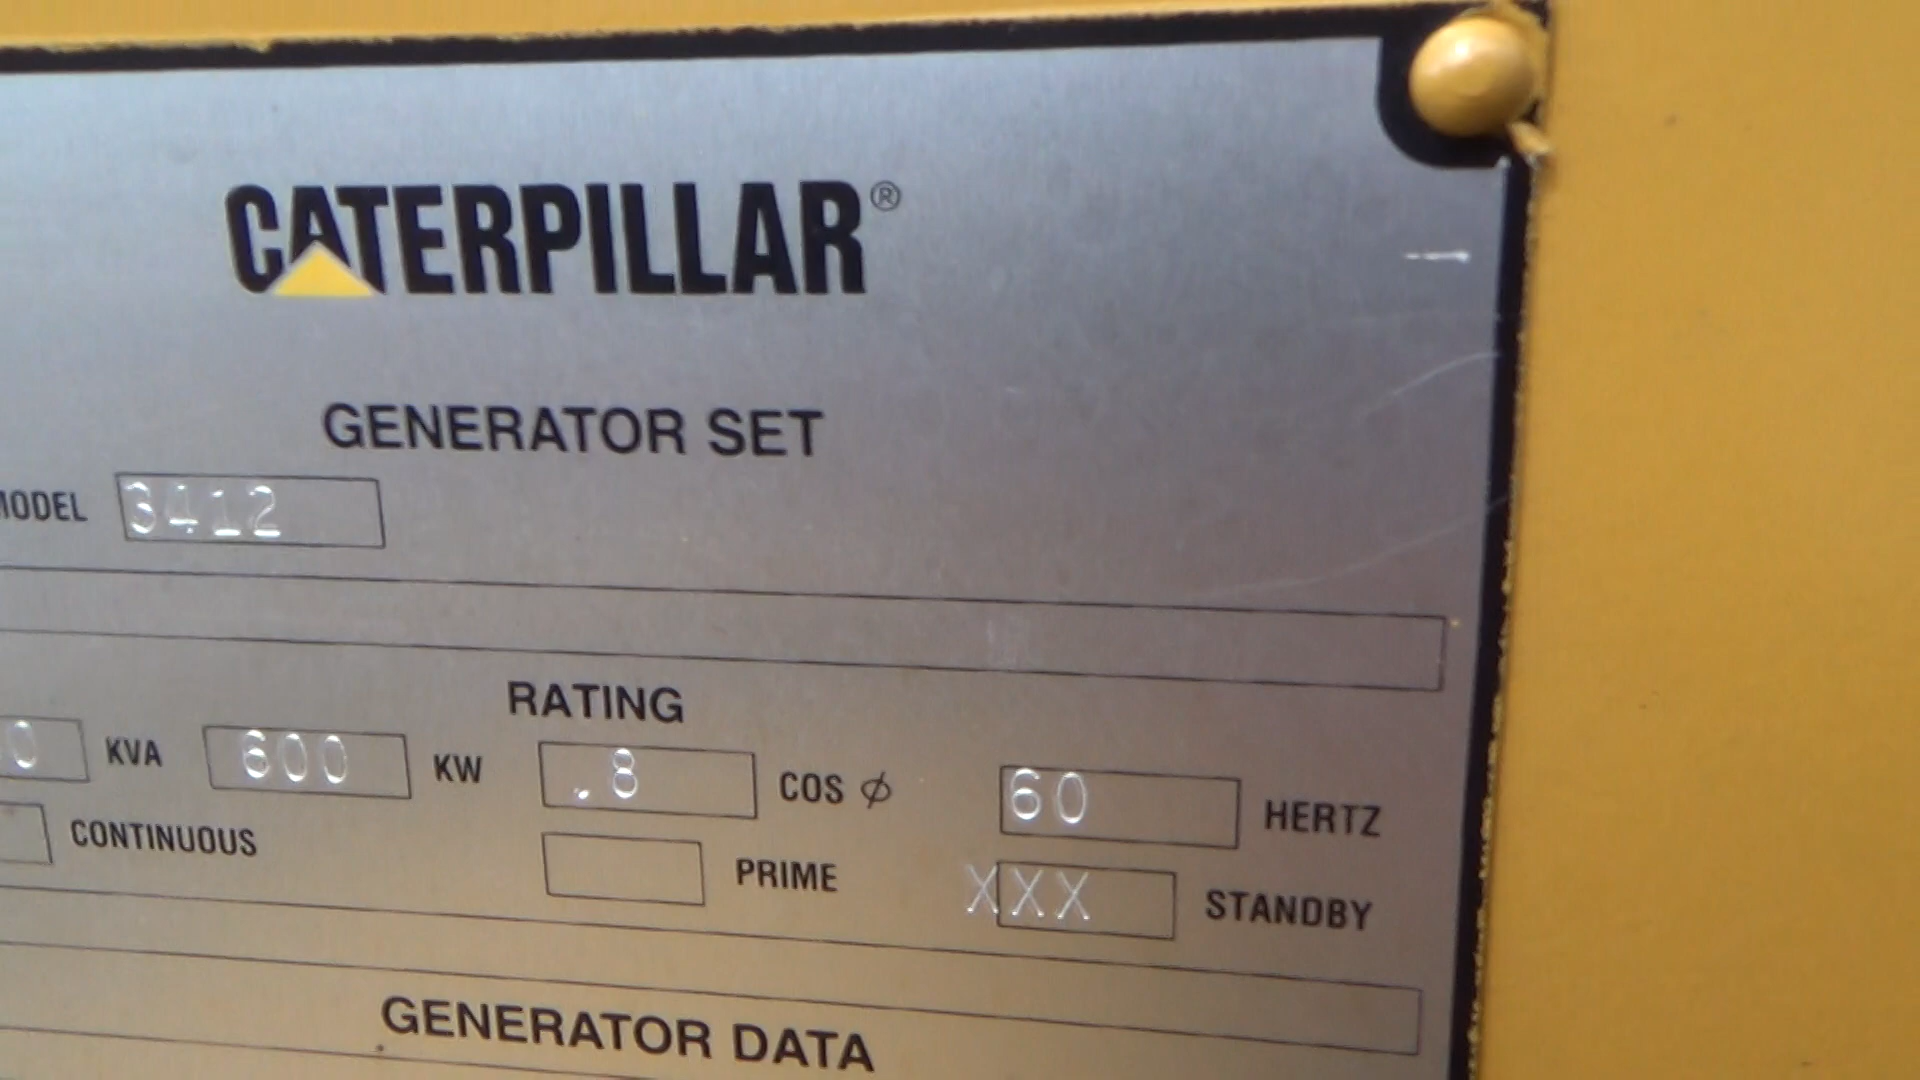 CATERPILLAR®
GENERATOR SET
MODEL 3412
RATING
0 KVA 600 KW .8 COS ϕ 60 HERTZ
CONTINUOUS PRIME XXX STANDBY
GENERATOR DATA